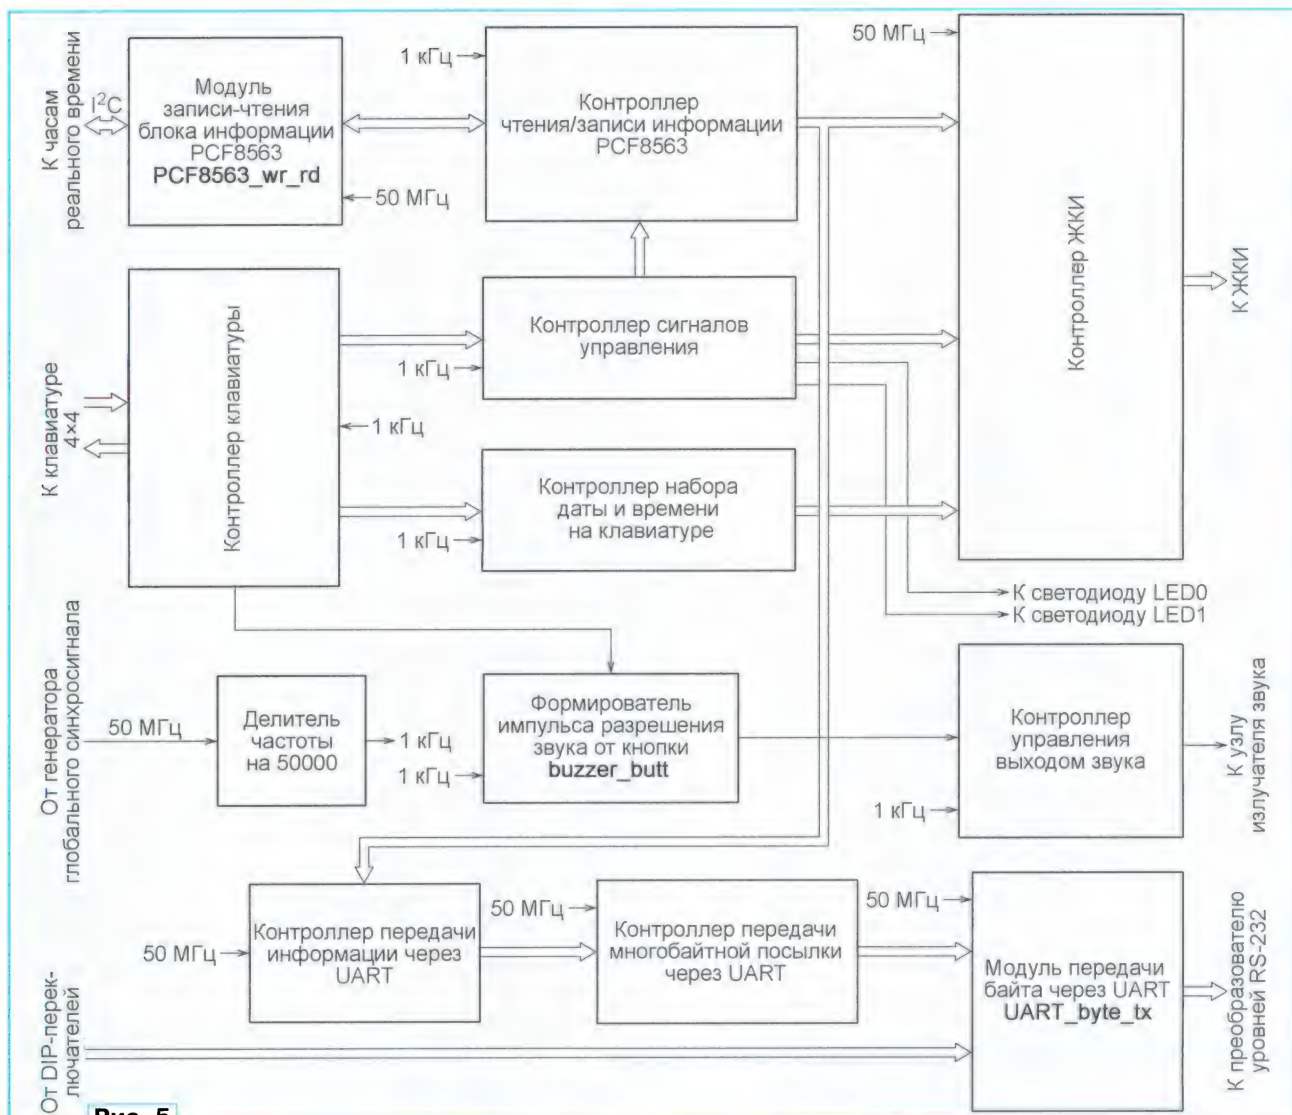 К часам
реального времени
I²C
Модуль
записи-чтения
блока информации
PCF8563
PCF8563_wr_rd
50 МГц
1 кГц
Контроллер
чтения/записи информации
PCF8563
50 МГц
Контроллер ЖКИ
К ЖКИ
К клавиатуре
4×4
Контроллер клавиатуры
1 кГц
Контроллер сигналов
управления
1 кГц
Контроллер набора
даты и времени
на клавиатуре
1 кГц
К светодиоду LED0
К светодиоду LED1
От генератора
глобального синхросигнала
50 МГц
Делитель
частоты
на 50000
1 кГц
1 кГц
Формирователь
импульса разрешения
звука от кнопки
buzzer_butt
Контроллер
управления
выходом звука
1 кГц
К узлу
излучателя звука
50 МГц
Контроллер передачи
информации через
UART
50 МГц
Контроллер передачи
многобайтной посылки
через UART
50 МГц
Модуль передачи
байта через UART
UART_byte_tx
К преобразователю
уровней RS-232
От DIP-перек-
лючателей
Рис. 5